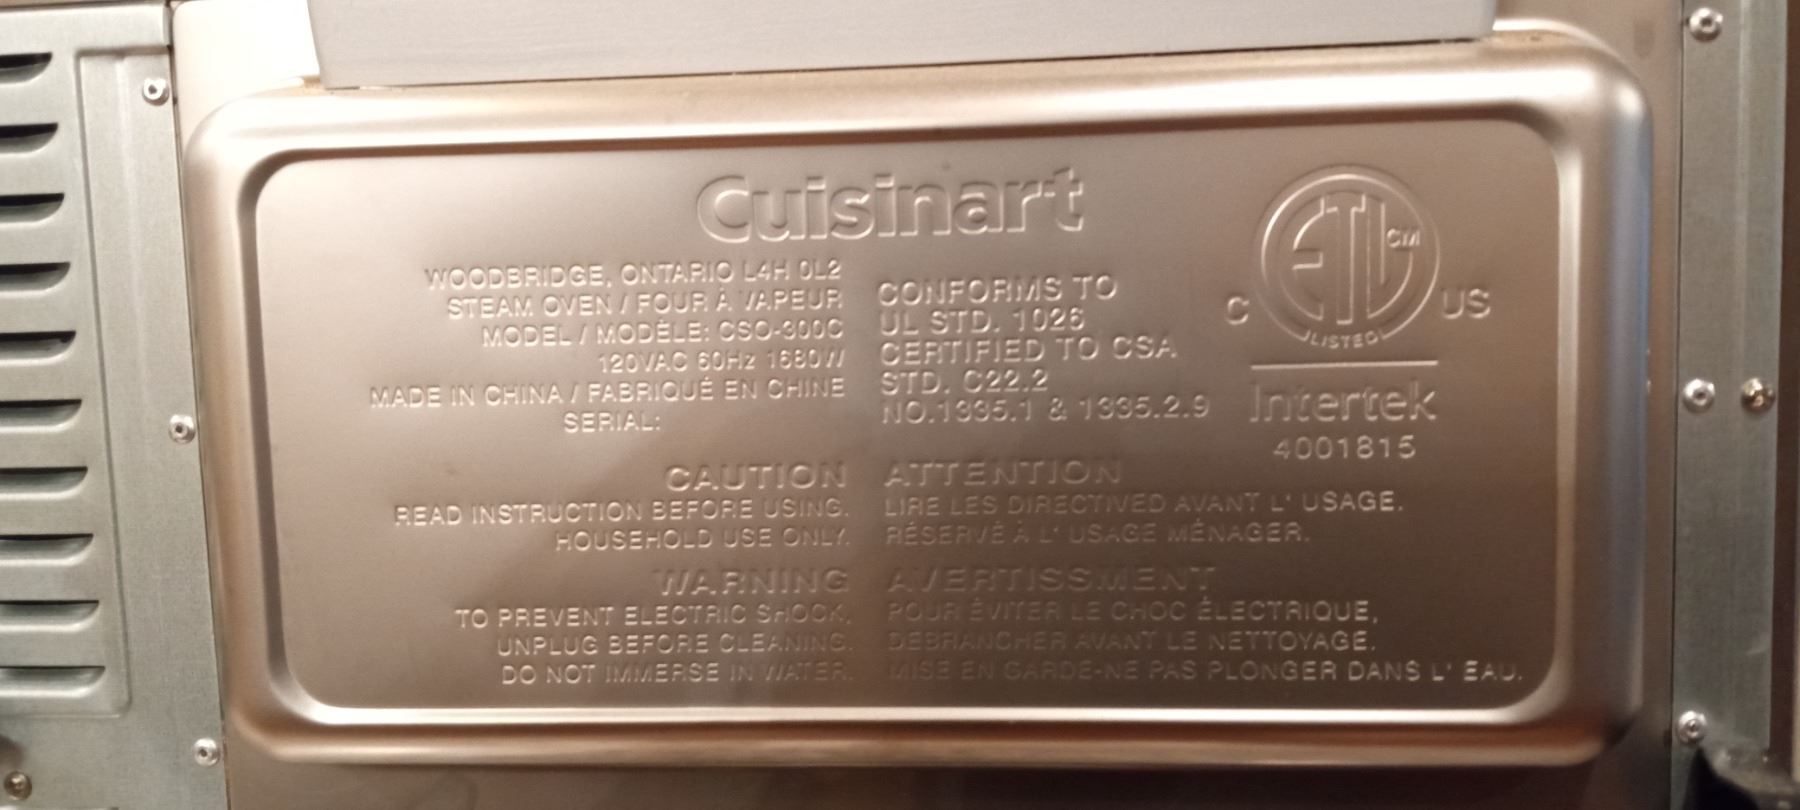 Cuisinart
WOODBRIDGE, ONTARIO L4H 0L2
STEAM OVEN / FOUR À VAPEUR
MODEL / MODÈLE: CSO-300C
120VAC 60Hz 1680W
MADE IN CHINA / FABRIQUÉ EN CHINE
SERIAL:
CONFORMS TO
UL STD. 1026
CERTIFIED TO CSA
STD. C22.2
NO.1335.1 & 1335.2.9
ETL CM
C US
LISTED
Intertek
4001815
CAUTION
READ INSTRUCTION BEFORE USING.
HOUSEHOLD USE ONLY.
ATTENTION
LIRE LES DIRECTIVED AVANT L' USAGE.
RÉSERVÉ À L' USAGE MÉNAGER.
WARNING
TO PREVENT ELECTRIC SHOCK,
UNPLUG BEFORE CLEANING.
DO NOT IMMERSE IN WATER.
AVERTISSMENT
POUR ÉVITER LE CHOC ÉLECTRIQUE,
DEBRANCHER AVANT LE NETTOYAGE.
MISE EN GARDE-NE PAS PLONGER DANS L' EAU.